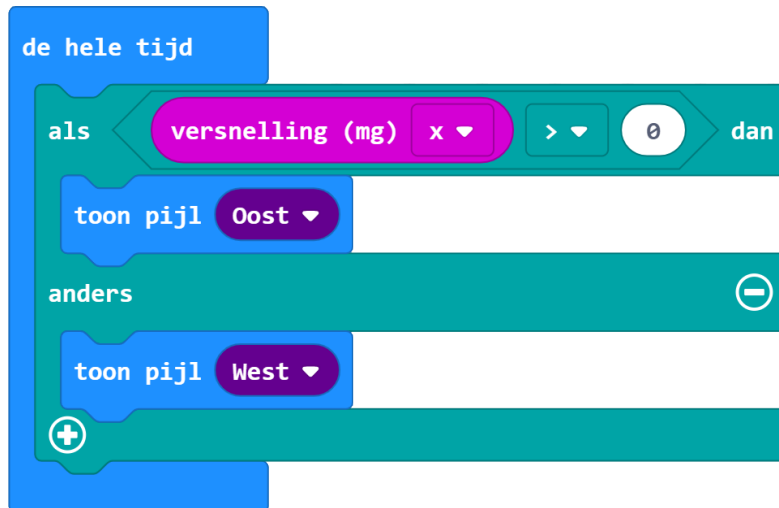 de hele tijd
als versnelling (mg) x > 0 dan
toon pijl Oost
anders
toon pijl West